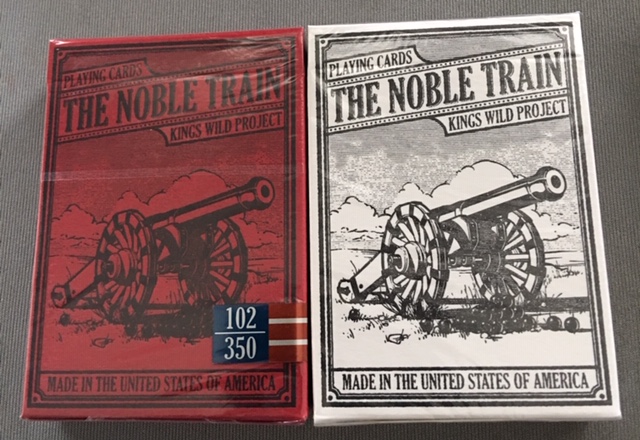 PLAYING CARDS
THE NOBLE TRAIN
KINGS WILD PROJECT
102
350
MADE IN THE UNITED STATES OF AMERICA
PLAYING CARDS
THE NOBLE TRAIN
KINGS WILD PROJECT
MADE IN THE UNITED STATES OF AMERICA